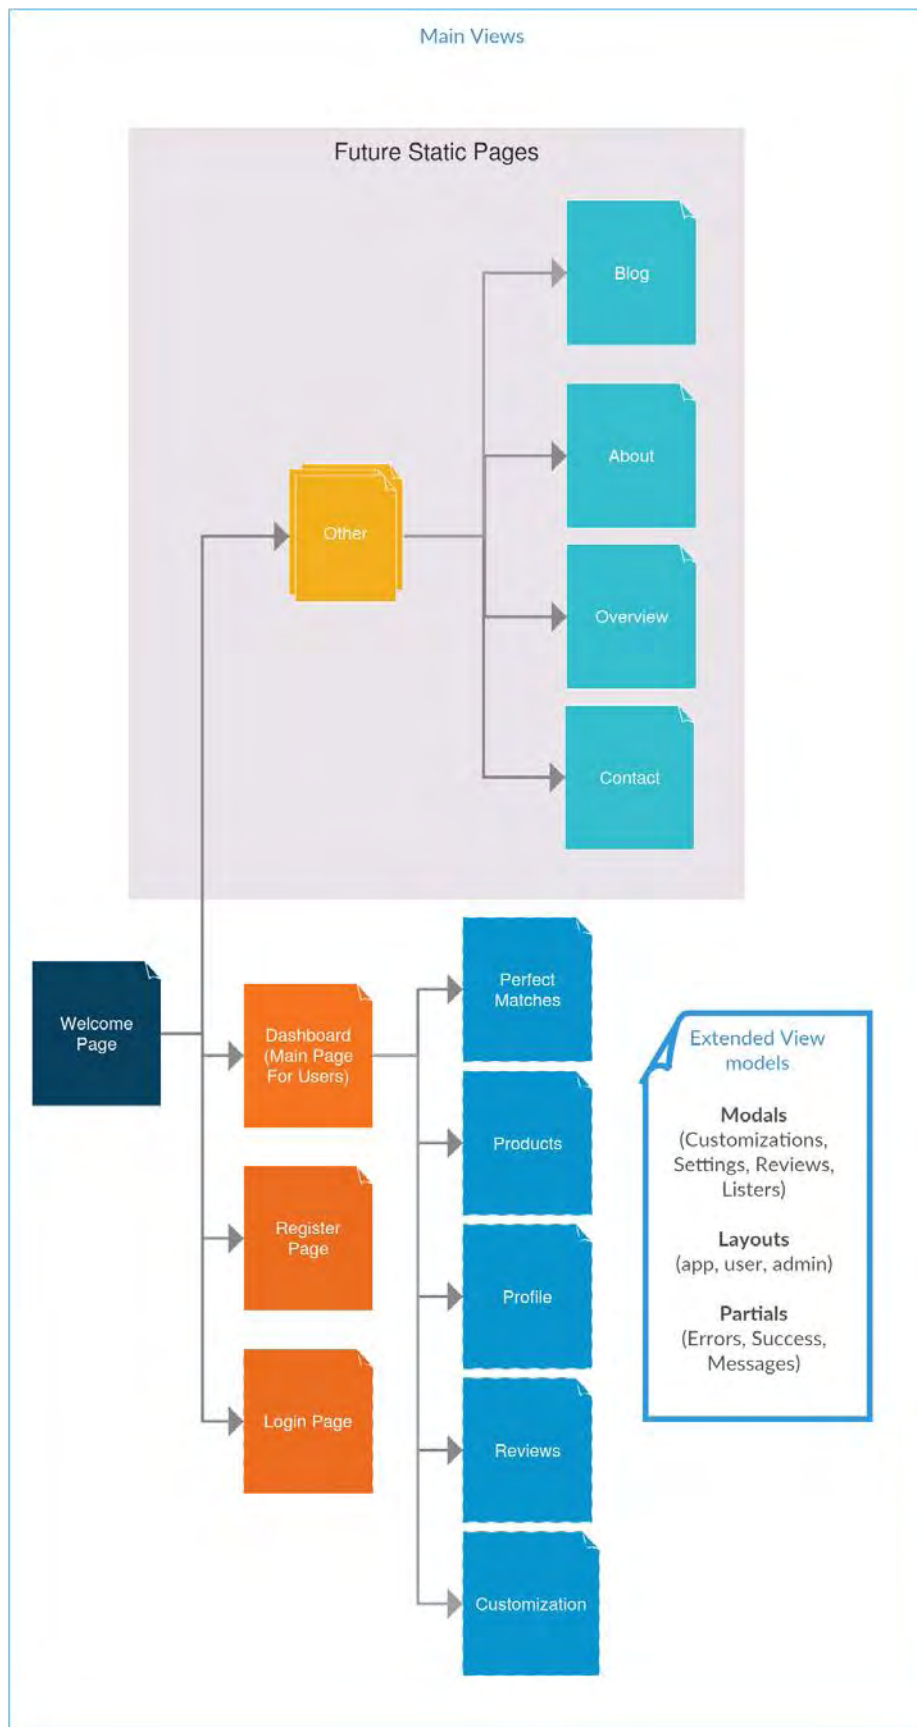 Main Views
Future Static Pages
Blog
About
Other
Overview
Contact
Welcome
Page
Dashboard
(Main Page
For Users)
Register
Page
Login Page
Perfect
Matches
Products
Profile
Reviews
Customization
Extended View
models
Modals
(Customizations,
Settings, Reviews,
Listers)
Layouts
(app, user, admin)
Partials
(Errors, Success,
Messages)